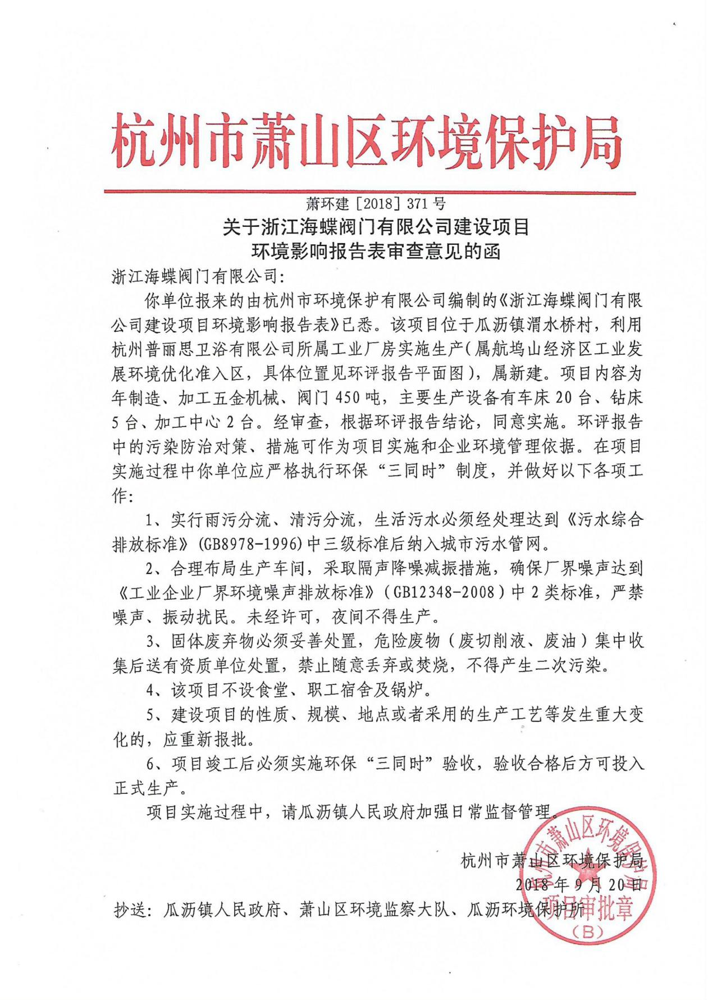 杭州市萧山区环境保护局
萧环建［2018］371 号
关于浙江海蝶阀门有限公司建设项目
环境影响报告表审查意见的函
浙江海蝶阀门有限公司：
你单位报来的由杭州市环境保护有限公司编制的《浙江海蝶阀门有限
公司建设项目环境影响报告表》已悉。该项目位于瓜沥镇渭水桥村，利用
杭州普丽思卫浴有限公司所属工业厂房实施生产（属航坞山经济区工业发
展环境优化准入区，具体位置见环评报告平面图），属新建。项目内容为
年制造、加工五金机械、阀门 450 吨，主要生产设备有车床 20 台、钻床
5 台、加工中心 2 台。经审查，根据环评报告结论，同意实施。环评报告
中的污染防治对策、措施可作为项目实施和企业环境管理依据。在项目
实施过程中你单位应严格执行环保“三同时”制度，并做好以下各项工
作：
1、实行雨污分流、清污分流，生活污水必须经处理达到《污水综合
排放标准》(GB8978-1996)中三级标准后纳入城市污水管网。
2、合理布局生产车间，采取隔声降噪减振措施，确保厂界噪声达到
《工业企业厂界环境噪声排放标准》（GB12348-2008）中 2 类标准，严禁
噪声、振动扰民。未经许可，夜间不得生产。
3、固体废弃物必须妥善处置，危险废物（废切削液、废油）集中收
集后送有资质单位处置，禁止随意丢弃或焚烧，不得产生二次污染。
4、该项目不设食堂、职工宿舍及锅炉。
5、建设项目的性质、规模、地点或者采用的生产工艺等发生重大变
化的，应重新报批。
6、项目竣工后必须实施环保“三同时”验收，验收合格后方可投入
正式生产。
项目实施过程中，请瓜沥镇人民政府加强日常监督管理。
杭州市萧山区环境保护局
2018 年 9 月 20 日
抄送：瓜沥镇人民政府、萧山区环境监察大队、瓜沥环境保护所
杭州市萧山区环境保护局
项目审批章
（B）